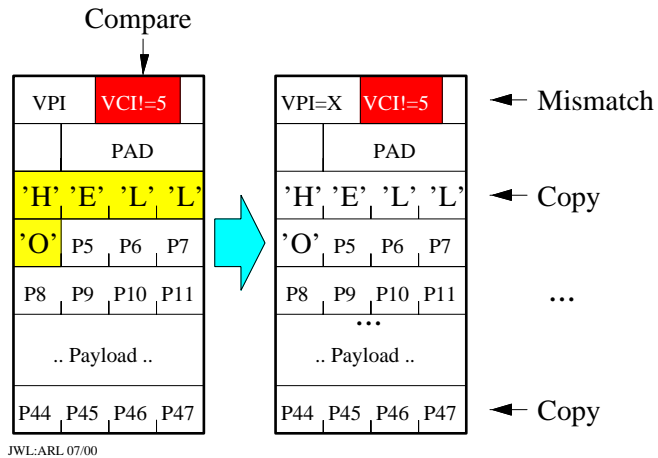 Compare
VPI VCI!=5 VPI=X VCI!=5 Mismatch
PAD PAD
'H' 'E' 'L' 'L' 'H' 'E' 'L' 'L' Copy
'O' P5 P6 P7 'O' P5 P6 P7
P8 P9 P10 P11 P8 P9 P10 P11 ...
...
.. Payload .. .. Payload ..
P44 P45 P46 P47 P44 P45 P46 P47 Copy
JWL:ARL 07/00